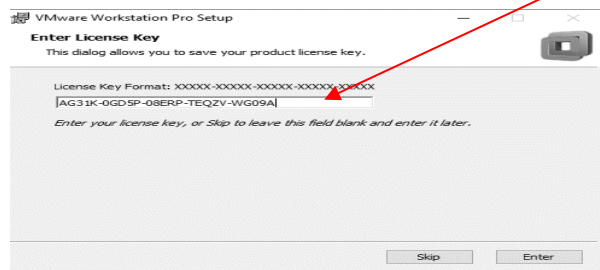 VMware Workstation Pro Setup
Enter License Key
This dialog allows you to save your product license key.
License Key Format: XXXXX-XXXXX-XXXXX-XXXXX-XXXXX
AG31K-0GD5P-08ERP-TEQZV-WG09A
Enter your license key, or Skip to leave this field blank and enter it later.
Skip
Enter